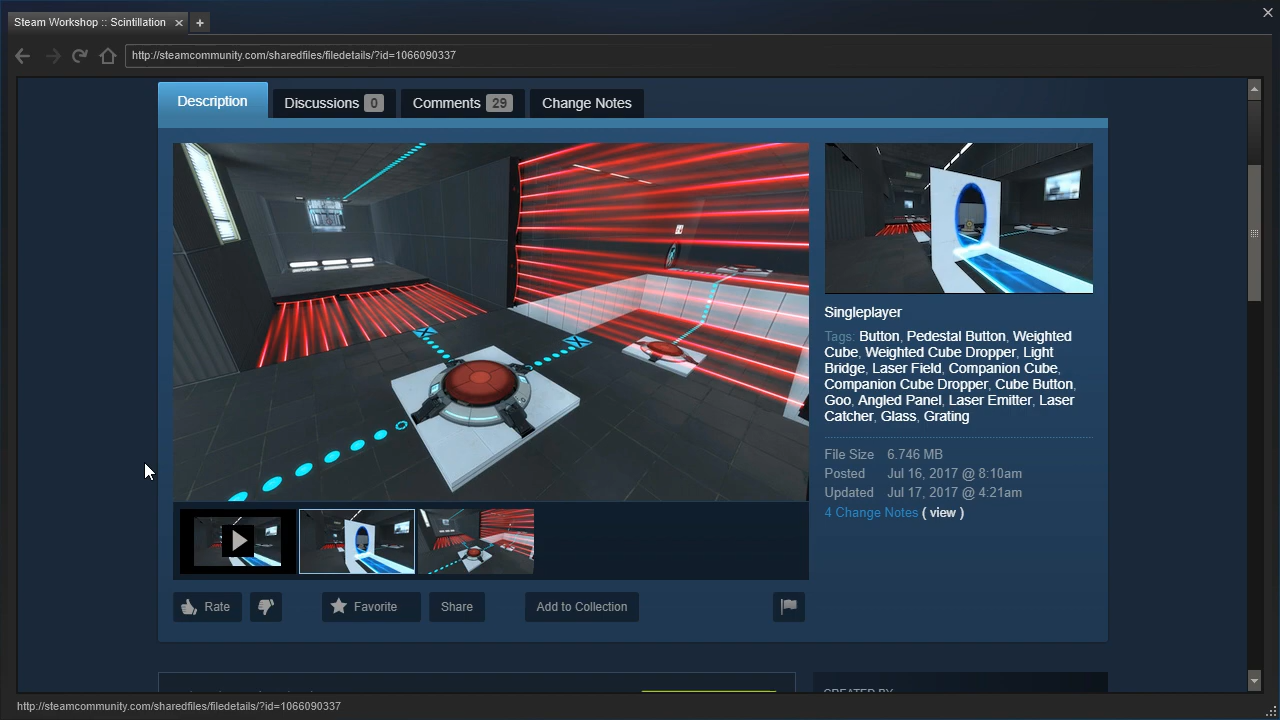 Steam Workshop :: Scintillation
http://steamcommunity.com/sharedfiles/filedetails/?id=1066090337
Description
Discussions 0
Comments 29
Change Notes
Singleplayer
Tags: Button, Pedestal Button, Weighted
Cube, Weighted Cube Dropper, Light
Bridge, Laser Field, Companion Cube,
Companion Cube Dropper, Cube Button,
Goo, Angled Panel, Laser Emitter, Laser
Catcher, Glass, Grating
File Size 6.746 MB
Posted Jul 16, 2017 @ 8:10am
Updated Jul 17, 2017 @ 4:21am
4 Change Notes ( view )
Rate
Favorite
Share
Add to Collection
CREATED BY
http://steamcommunity.com/sharedfiles/filedetails/?id=1066090337